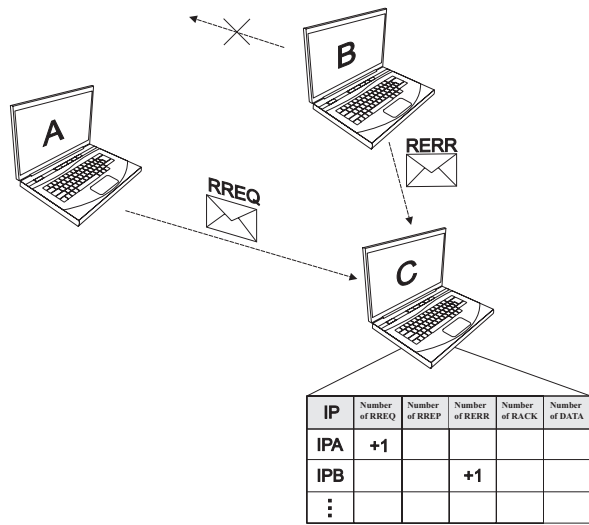 B
A
RERR
RREQ
C
IP Number of RREQ Number of RREP Number of RERR Number of RACK Number of DATA
IPA +1
IPB +1
⋮